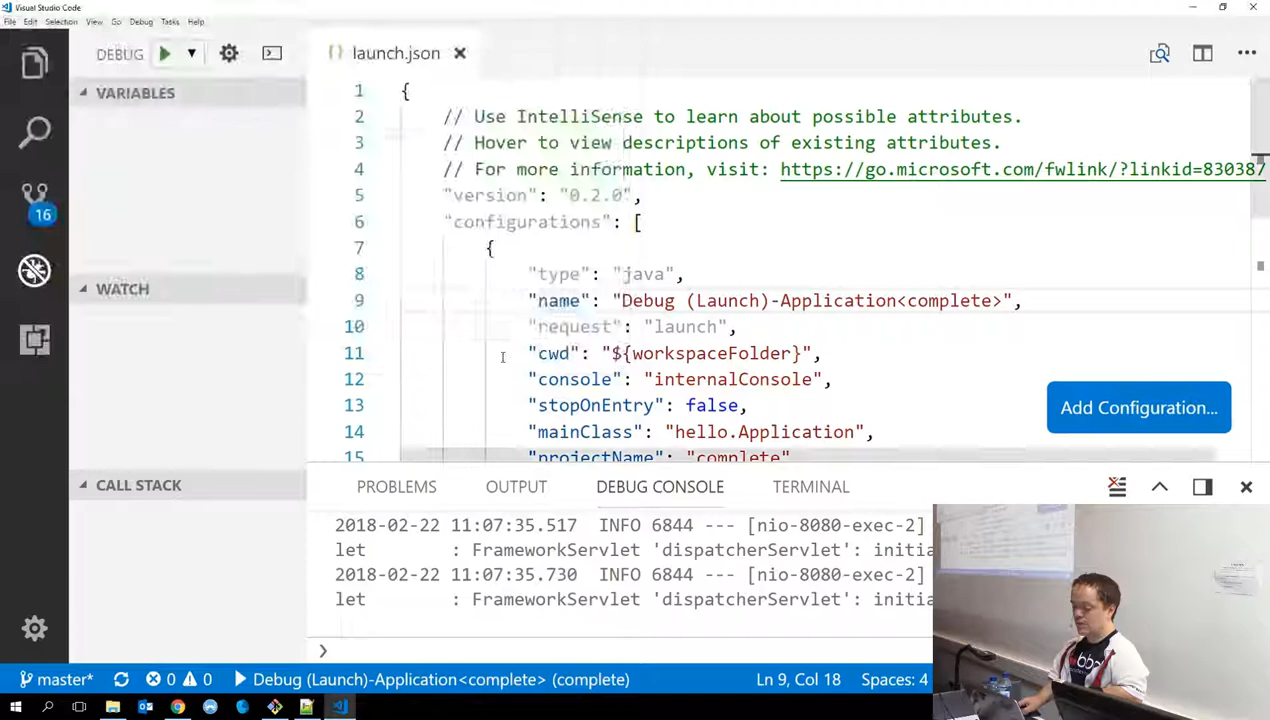 Visual Studio Code
File Edit Selection View Go Debug Tasks Help
DEBUG
launch.json
VARIABLES
WATCH
CALL STACK
16
1 {
2 // Use IntelliSense to learn about possible attributes.
3 // Hover to view descriptions of existing attributes.
4 // For more information, visit: https://go.microsoft.com/fwlink/?linkid=830387
5 "version": "0.2.0",
6 "configurations": [
7 {
8 "type": "java",
9 "name": "Debug (Launch)-Application<complete>",
10 "request": "launch",
11 "cwd": "${workspaceFolder}",
12 "console": "internalConsole",
13 "stopOnEntry": false,
14 "mainClass": "hello.Application",
15 "projectName": "complete"
Add Configuration...
PROBLEMS OUTPUT DEBUG CONSOLE TERMINAL
2018-02-22 11:07:35.517 INFO 6844 --- [nio-8080-exec-2]
let : FrameworkServlet 'dispatcherServlet': initia
2018-02-22 11:07:35.730 INFO 6844 --- [nio-8080-exec-2]
let : FrameworkServlet 'dispatcherServlet': initia
master* 0 0 Debug (Launch)-Application<complete> (complete) Ln 9, Col 18 Spaces: 4